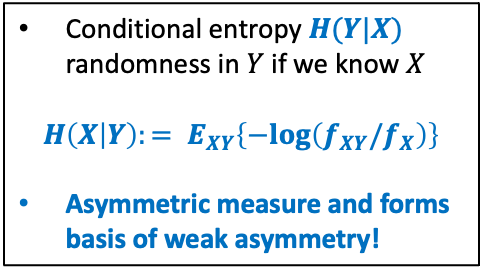 • Conditional entropy H(Y|X)
randomness in Y if we know X
H(X|Y):= E_XY{−log(f_XY/f_X)}
• Asymmetric measure and forms
basis of weak asymmetry!